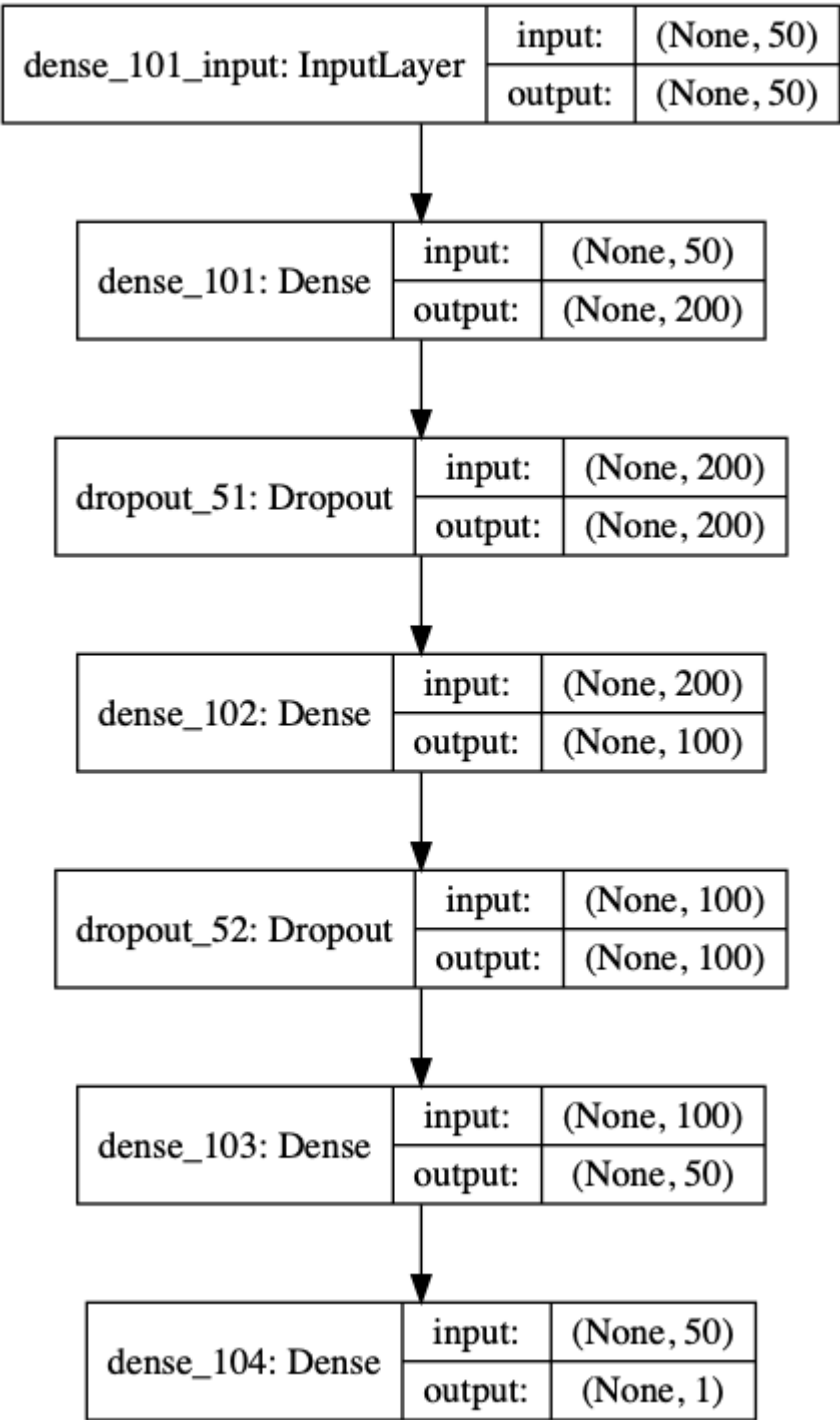 dense_101_input: InputLayer
input: (None, 50)
output: (None, 50)
dense_101: Dense
input: (None, 50)
output: (None, 200)
dropout_51: Dropout
input: (None, 200)
output: (None, 200)
dense_102: Dense
input: (None, 200)
output: (None, 100)
dropout_52: Dropout
input: (None, 100)
output: (None, 100)
dense_103: Dense
input: (None, 100)
output: (None, 50)
dense_104: Dense
input: (None, 50)
output: (None, 1)